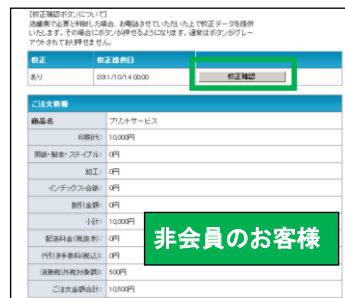 [校正確認ボタンについて]
店舗側で必要と判断した場合、お電話させていただいた上で校正データを提供
いたします。その場合にボタンが押せるようになります。通常はボタンがグレー
アウトされてお押せません。
校正 校正提供日
あり 2011/10/14 00:00 校正確認
ご注文情報
商品名 プリントサービス
印刷代: 10,000円
用紙・製本・ステイプル: 0円
加工: 0円
インデックス・合紙: 0円
割引金額: 0円
小計: 10,000円
配送料金(税抜き): 0円
代引き手数料(税込): 0円
消費税(外税対象額): 500円
ご注文金額合計: 10,500円
非会員のお客様